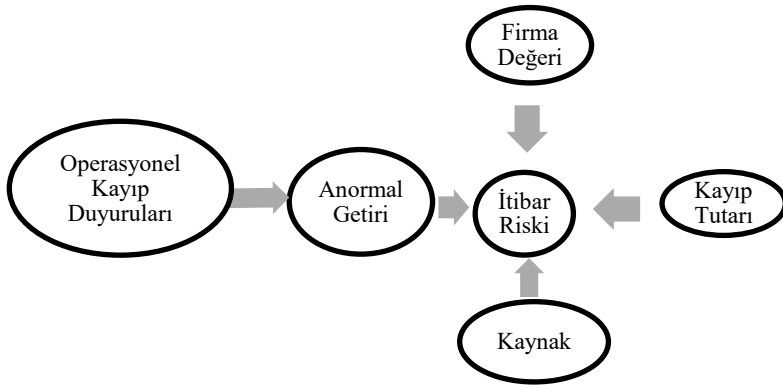 Firma
Değeri
Operasyonel
Kayıp
Duyuruları
Anormal
Getiri
İtibar
Riski
Kayıp
Tutarı
Kaynak